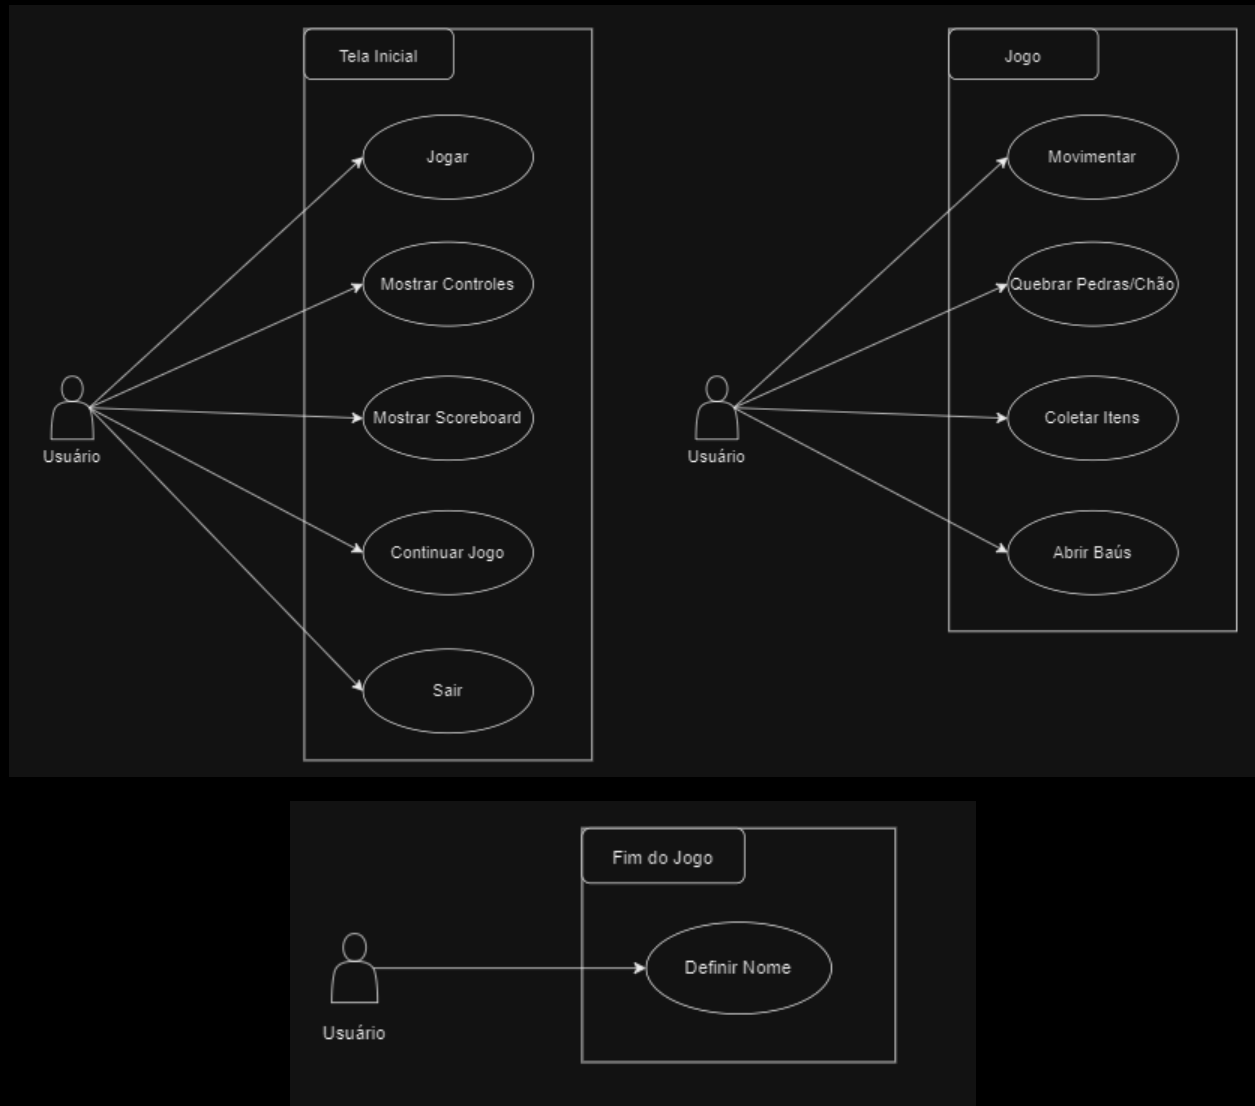 Tela Inicial
Jogar
Mostrar Controles
Mostrar Scoreboard
Continuar Jogo
Sair
Usuário
Jogo
Movimentar
Quebrar Pedras/Chão
Coletar Itens
Abrir Baús
Usuário
Fim do Jogo
Definir Nome
Usuário